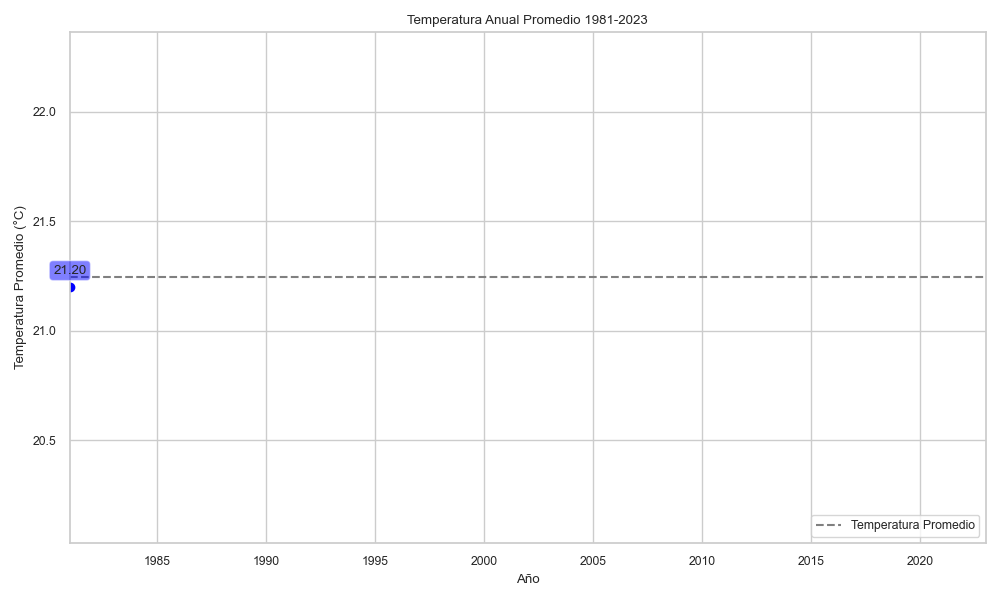 Temperatura Anual Promedio 1981-2023
22.0
21.5
21.0
20.5
Temperatura Promedio (°C)
21.20
Temperatura Promedio
1985 1990 1995 2000 2005 2010 2015 2020
Año